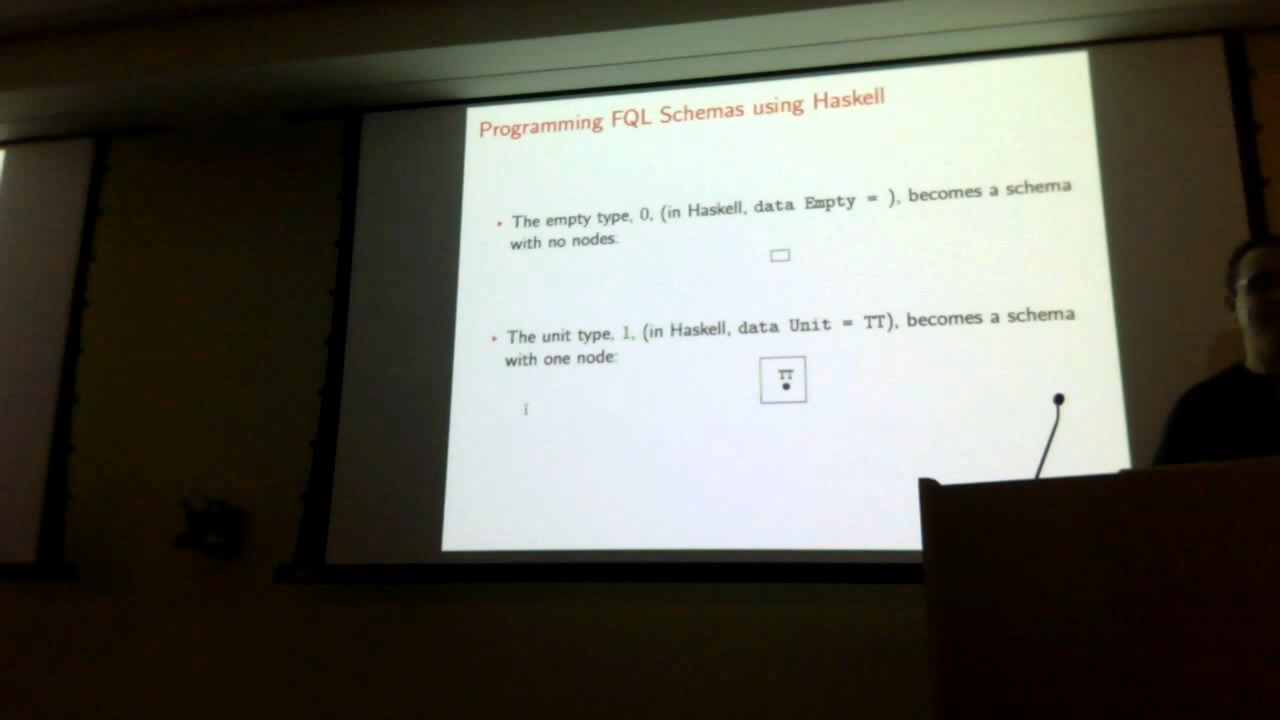 Programming FQL Schemas using Haskell
The empty type, 0, (in Haskell, data Empty = ), becomes a schema
with no nodes:
The unit type, 1, (in Haskell, data Unit = TT), becomes a schema
with one node:
TT